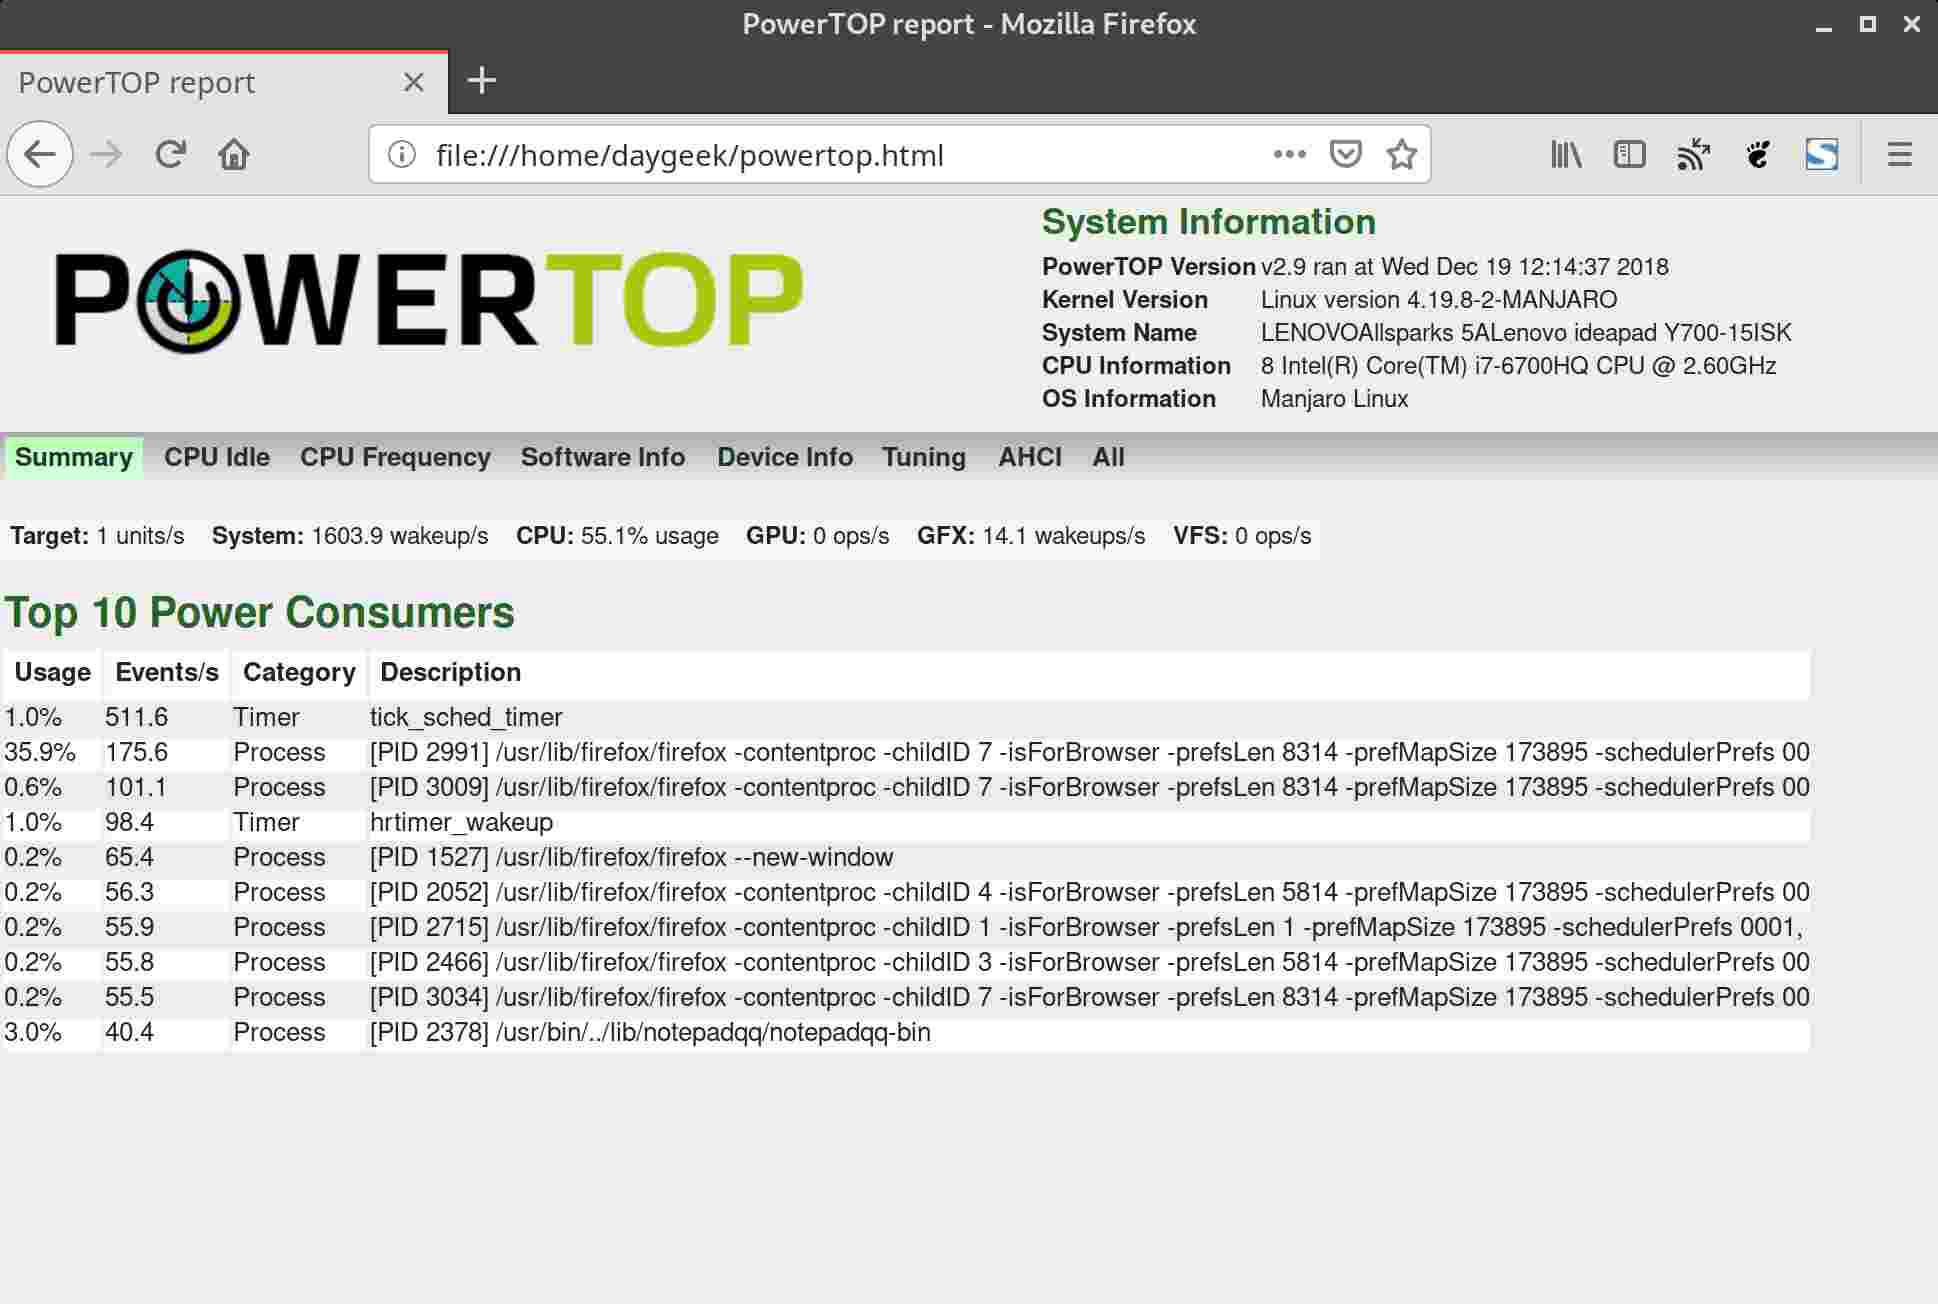 PowerTOP report - Mozilla Firefox
PowerTOP report
file:///home/daygeek/powertop.html
POWERTOP
System Information
PowerTOP Version v2.9 ran at Wed Dec 19 12:14:37 2018
Kernel Version Linux version 4.19.8-2-MANJARO
System Name LENOVOAllsparks 5ALenovo ideapad Y700-15ISK
CPU Information 8 Intel(R) Core(TM) i7-6700HQ CPU @ 2.60GHz
OS Information Manjaro Linux
Summary CPU Idle CPU Frequency Software Info Device Info Tuning AHCI All
Target: 1 units/s System: 1603.9 wakeup/s CPU: 55.1% usage GPU: 0 ops/s GFX: 14.1 wakeups/s VFS: 0 ops/s
Top 10 Power Consumers
Usage Events/s Category Description
1.0% 511.6 Timer tick_sched_timer
35.9% 175.6 Process [PID 2991] /usr/lib/firefox/firefox -contentproc -childID 7 -isForBrowser -prefsLen 8314 -prefMapSize 173895 -schedulerPrefs 00
0.6% 101.1 Process [PID 3009] /usr/lib/firefox/firefox -contentproc -childID 7 -isForBrowser -prefsLen 8314 -prefMapSize 173895 -schedulerPrefs 00
1.0% 98.4 Timer hrtimer_wakeup
0.2% 65.4 Process [PID 1527] /usr/lib/firefox/firefox --new-window
0.2% 56.3 Process [PID 2052] /usr/lib/firefox/firefox -contentproc -childID 4 -isForBrowser -prefsLen 5814 -prefMapSize 173895 -schedulerPrefs 00
0.2% 55.9 Process [PID 2715] /usr/lib/firefox/firefox -contentproc -childID 1 -isForBrowser -prefsLen 1 -prefMapSize 173895 -schedulerPrefs 0001,
0.2% 55.8 Process [PID 2466] /usr/lib/firefox/firefox -contentproc -childID 3 -isForBrowser -prefsLen 5814 -prefMapSize 173895 -schedulerPrefs 00
0.2% 55.5 Process [PID 3034] /usr/lib/firefox/firefox -contentproc -childID 7 -isForBrowser -prefsLen 8314 -prefMapSize 173895 -schedulerPrefs 00
3.0% 40.4 Process [PID 2378] /usr/bin/../lib/notepadqq/notepadqq-bin